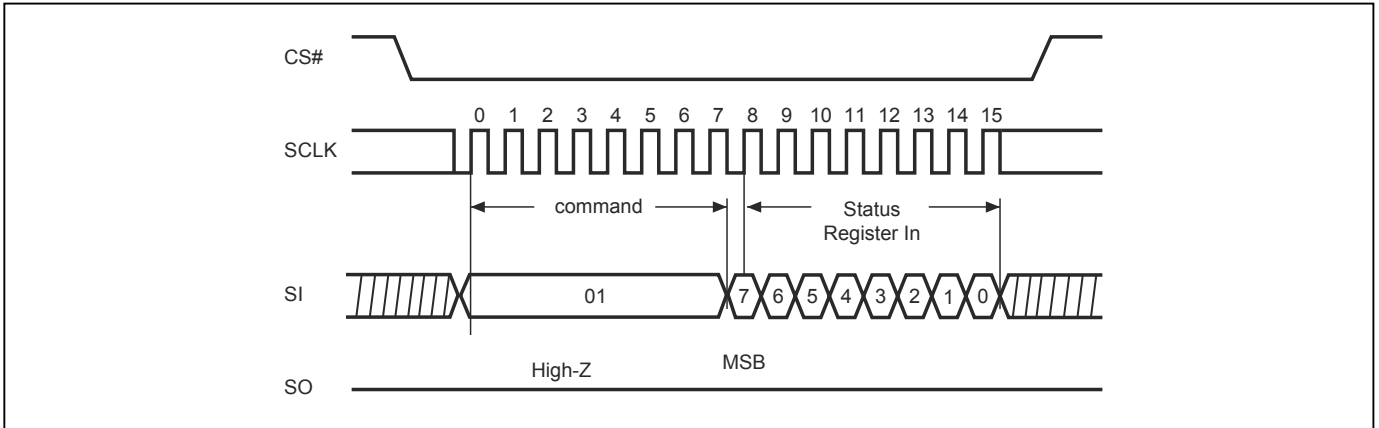 CS#
0 1 2 3 4 5 6 7 8 9 10 11 12 13 14 15
SCLK
command
Status
Register In
SI
01
7 6 5 4 3 2 1 0
High-Z
MSB
SO